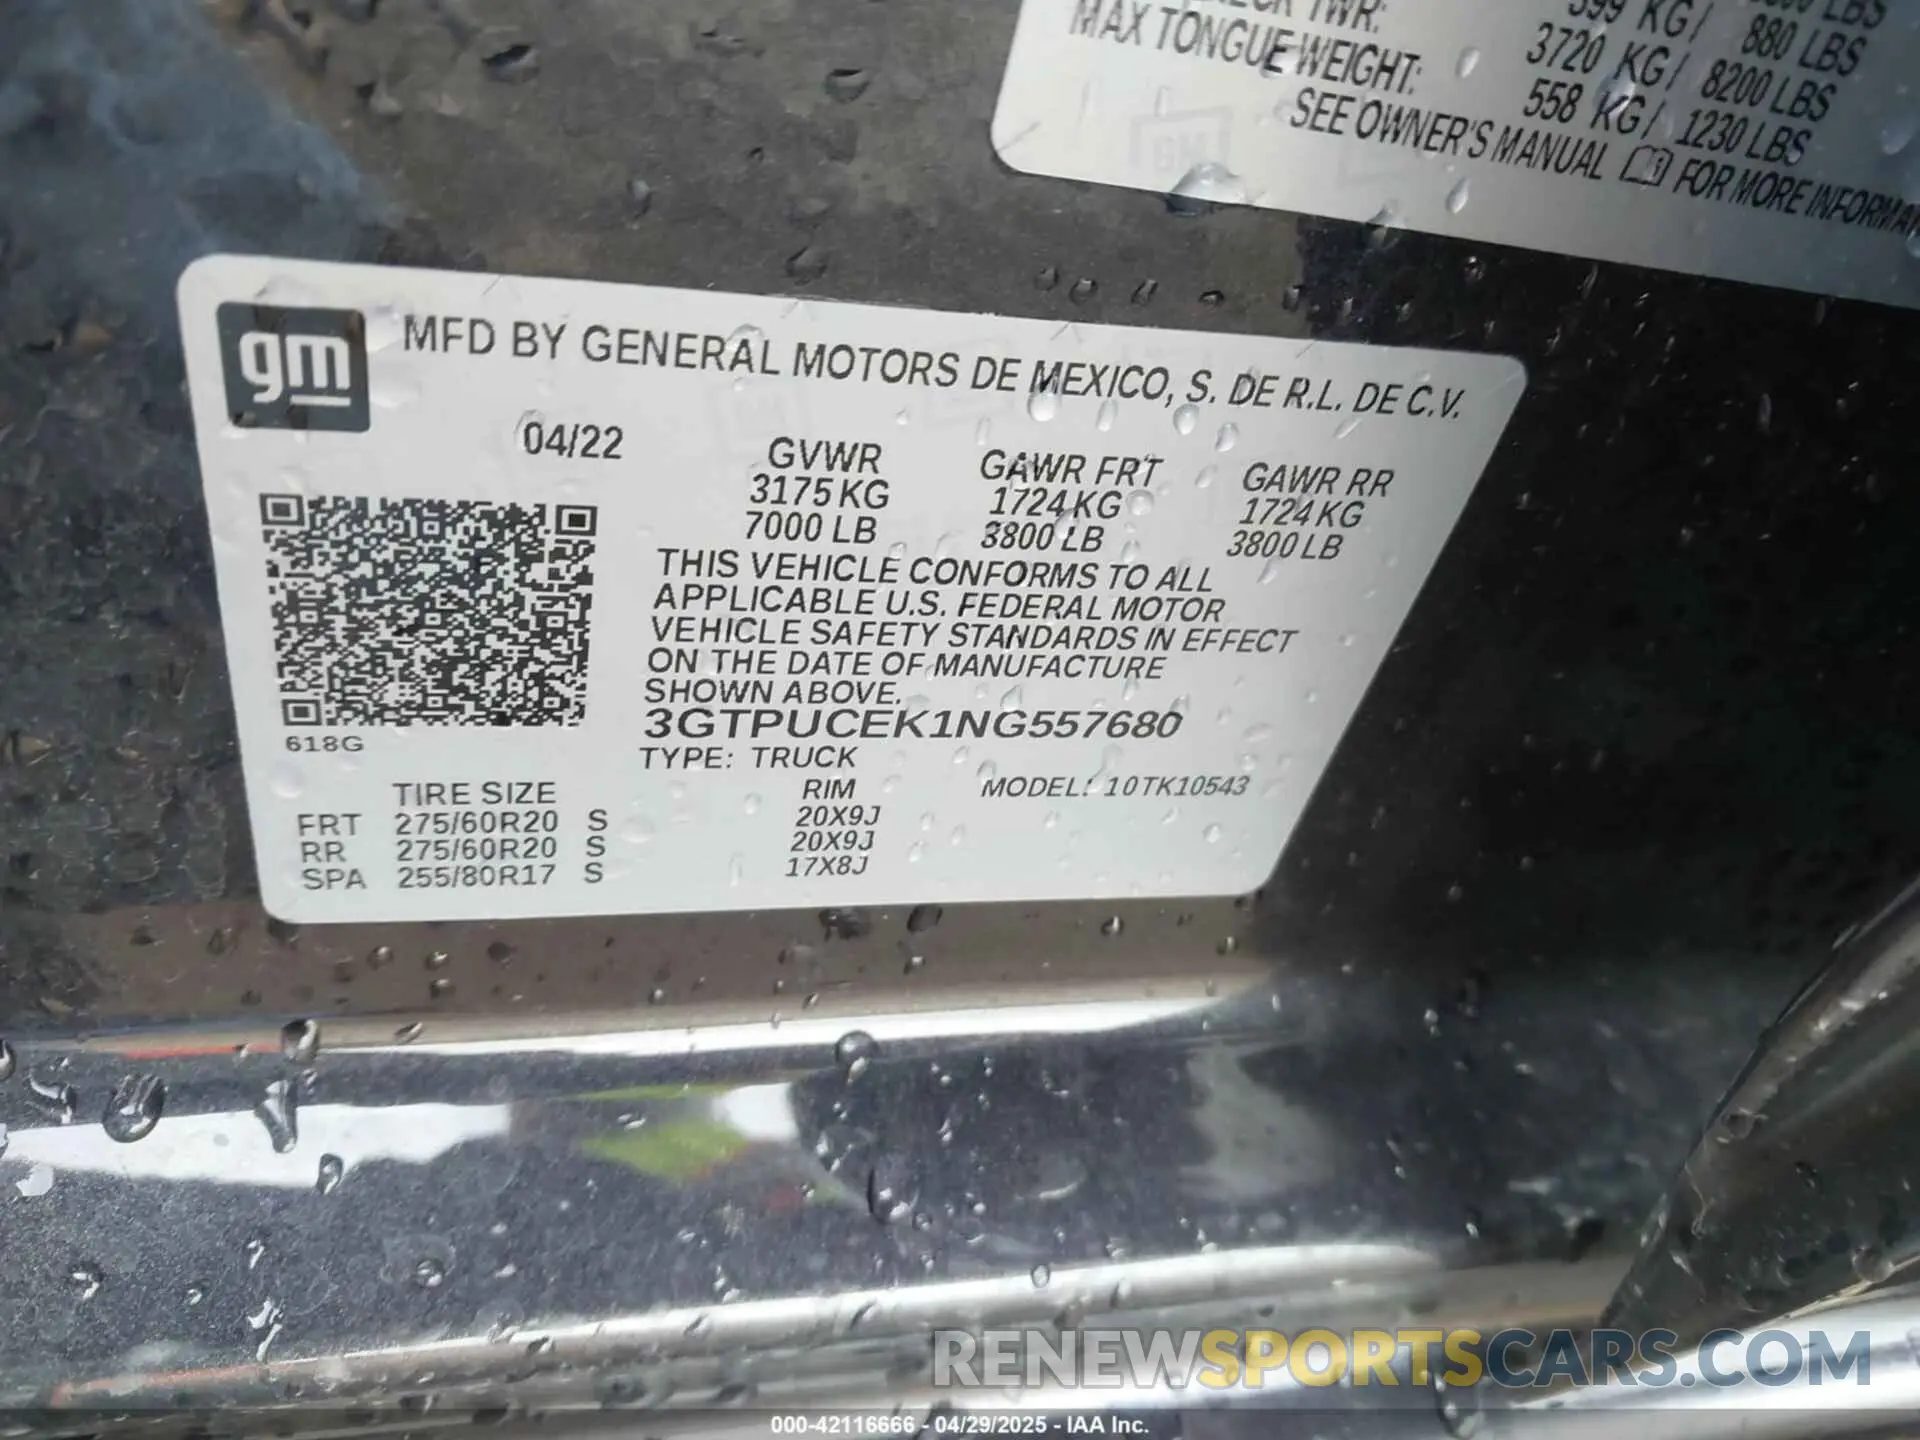 TWR:
399 KG/ 880 LBS
MAX TONGUE WEIGHT:
3720 KG/ 8200 LBS
558 KG/ 1230 LBS
SEE OWNER'S MANUAL FOR MORE
GM
gm
MFD BY GENERAL MOTORS DE MEXICO, S. DE R.L. DE C.V.
04/22
GVWR GAWR FRT GAWR RR
3175 KG 1724 KG 1724 KG
7000 LB 3800 LB 3800 LB
THIS VEHICLE CONFORMS TO ALL
APPLICABLE U.S. FEDERAL MOTOR
VEHICLE SAFETY STANDARDS IN EFFECT
ON THE DATE OF MANUFACTURE
SHOWN ABOVE.
3GTPUCEK1NG557680
618G
TYPE: TRUCK
TIRE SIZE RIM MODEL: 10TK10543
FRT 275/60R20 S 20X9J
RR 275/60R20 S 20X9J
SPA 255/80R17 S 17X8J
RENEWSPORTSCARS.COM
000-42116666 - 04/29/2025 - IAA Inc.